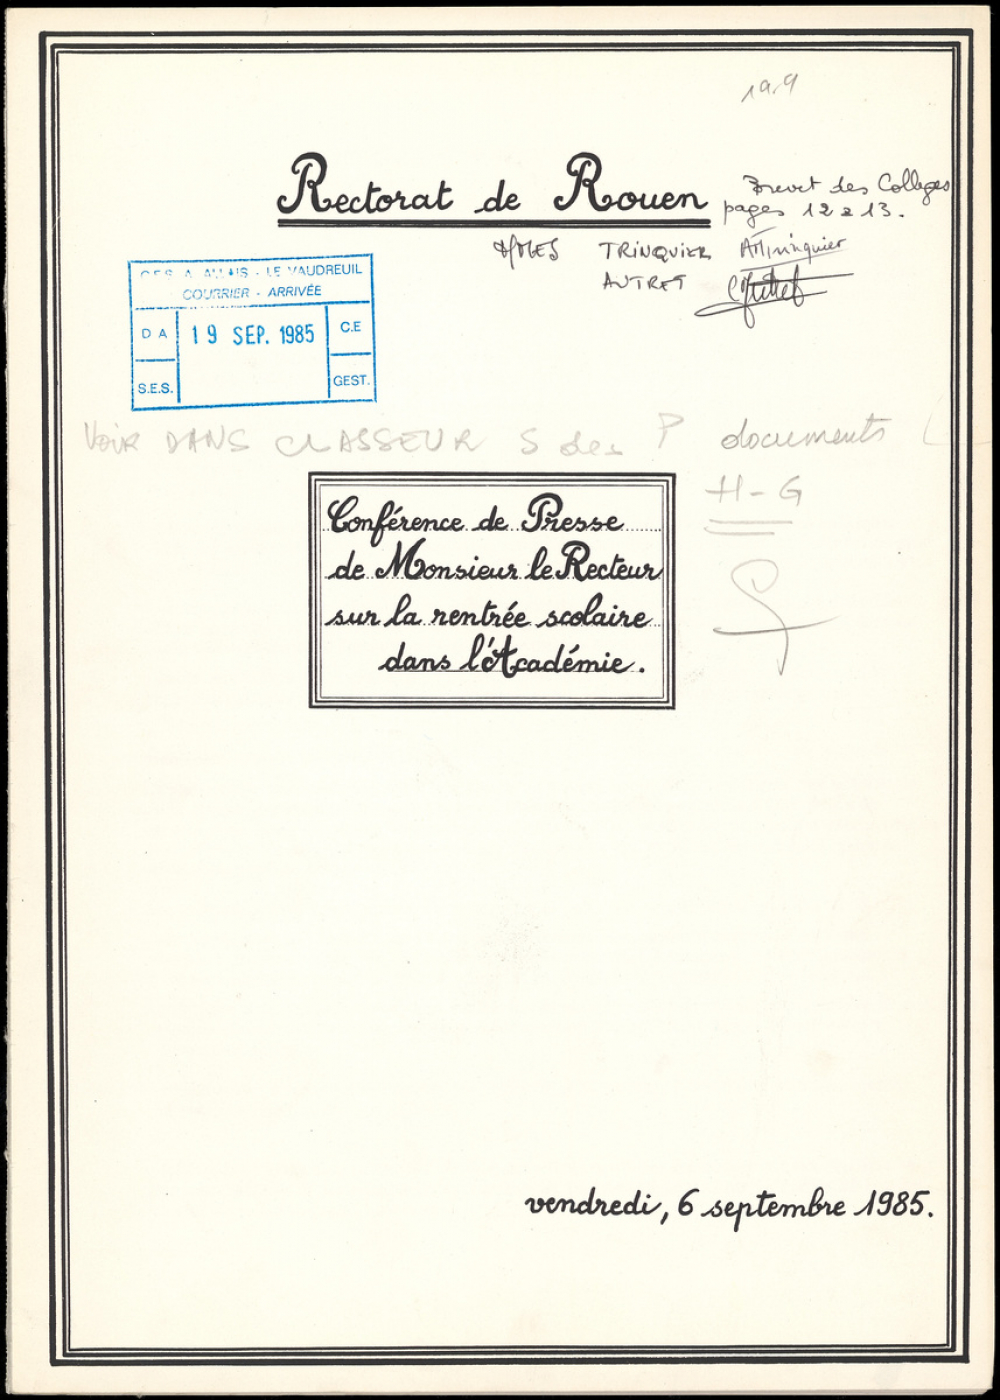 19.9
Rectorat de Rouen
Brevet des Collèges
pages 12 à 13.
TRINQUIER
AUTRET
C.E.S. A. ALLAIS - LE VAUDREUIL
COURRIER - ARRIVÉE
D A
19 SEP. 1985
C.E
S.E.S.
GEST.
VOIR DANS CLASSEUR S des P documents
H-G
Conférence de Presse
de Monsieur le Recteur
sur la rentrée scolaire
dans l'Académie.
vendredi, 6 septembre 1985.